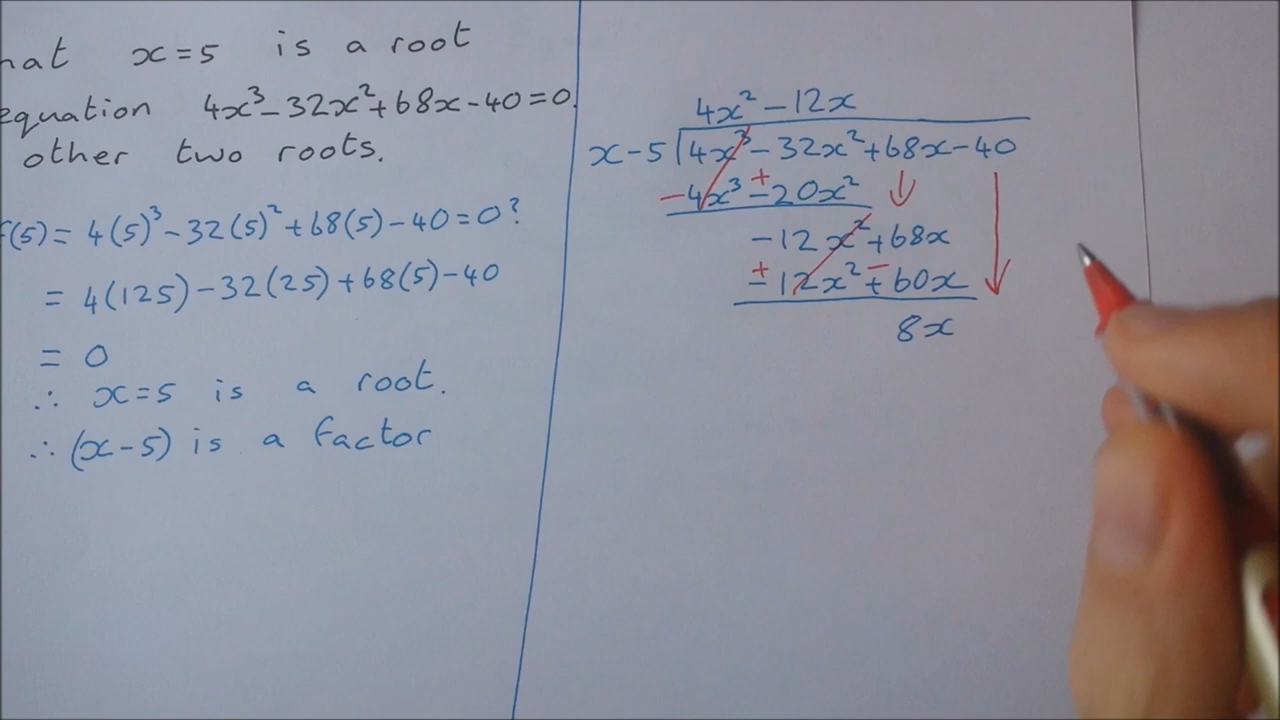 hat x=5 is a root
equation 4x³-32x²+68x-40=0
other two roots.
f(5) = 4(5)³-32(5)²+68(5)-40=0?
= 4(125)-32(25)+68(5)-40
= 0
∴ x=5 is a root.
∴ (x-5) is a factor
4x² -12x
x-5 4x³-32x²+68x-40
- 4x³ -+ 20x²
-12x²+68x
-+ 12x² +- 60x
8x